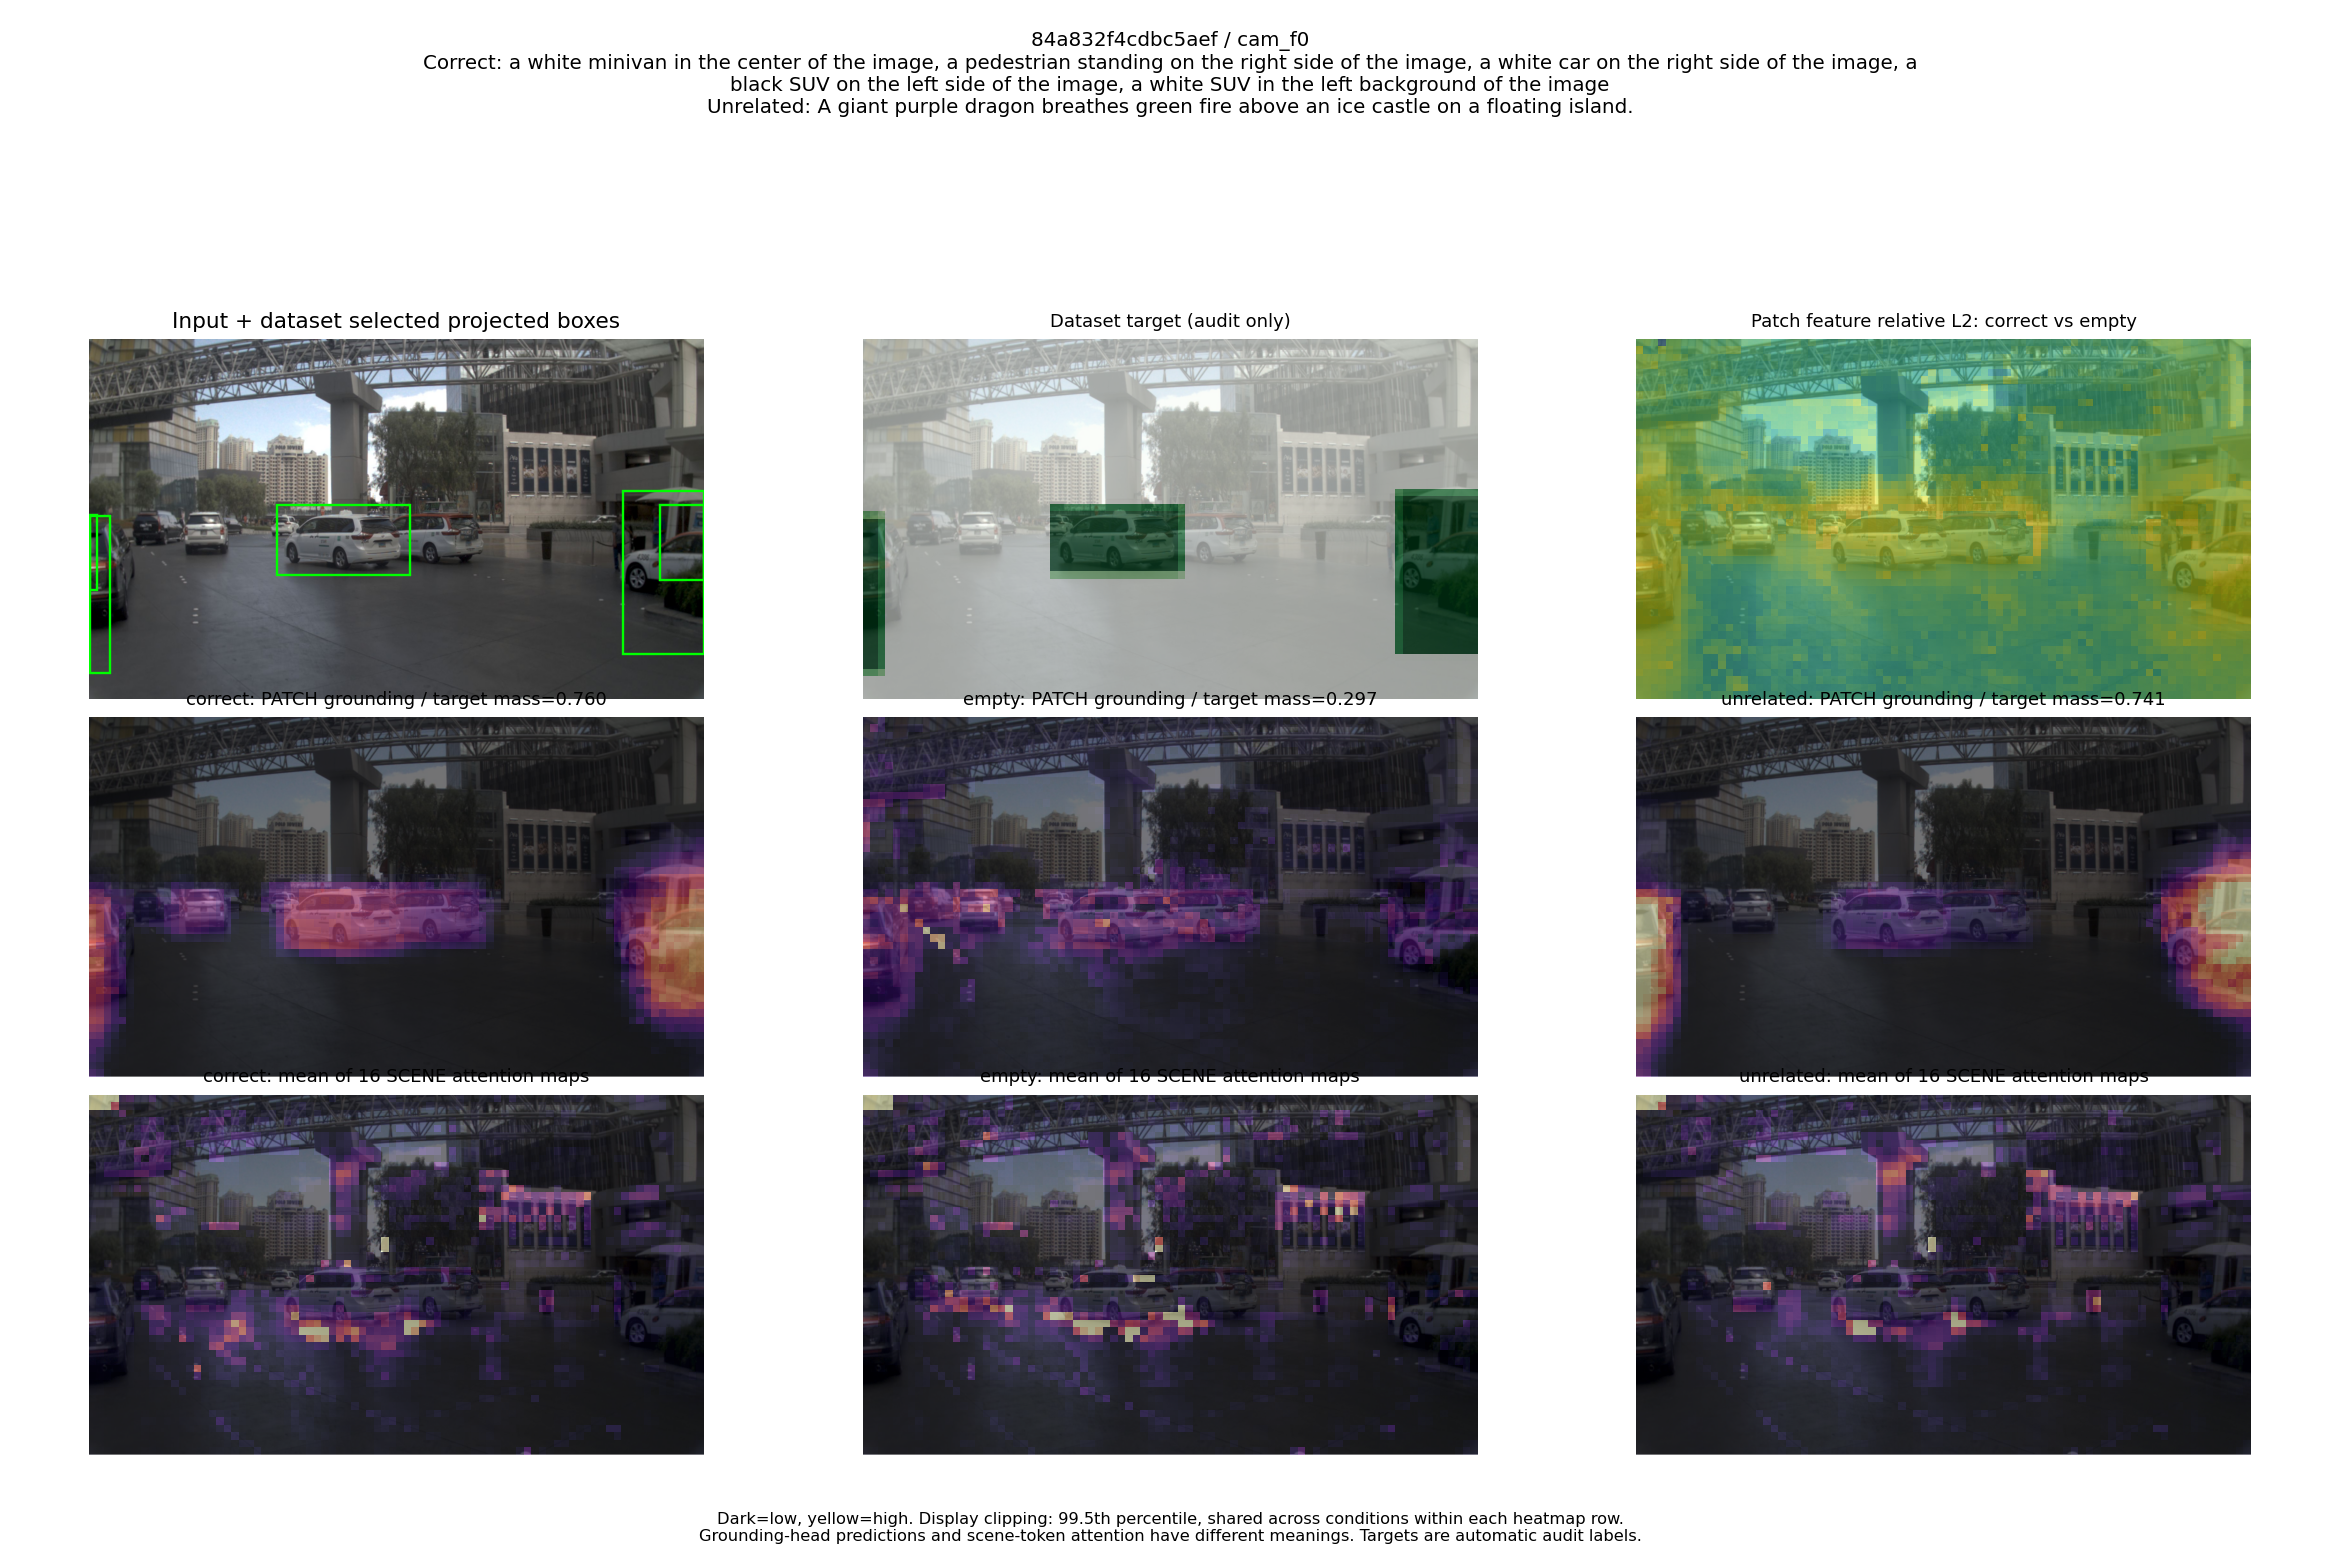 84a832f4cdbc5aef / cam_f0
Correct: a white minivan in the center of the image, a pedestrian standing on the right side of the image, a white car on the right side of the image, a
black SUV on the left side of the image, a white SUV in the left background of the image
Unrelated: A giant purple dragon breathes green fire above an ice castle on a floating island.
Input + dataset selected projected boxes
Dataset target (audit only)
Patch feature relative L2: correct vs empty
correct: PATCH grounding / target mass=0.760
empty: PATCH grounding / target mass=0.297
unrelated: PATCH grounding / target mass=0.741
correct: mean of 16 SCENE attention maps
empty: mean of 16 SCENE attention maps
unrelated: mean of 16 SCENE attention maps
Dark=low, yellow=high. Display clipping: 99.5th percentile, shared across conditions within each heatmap row.
Grounding-head predictions and scene-token attention have different meanings. Targets are automatic audit labels.